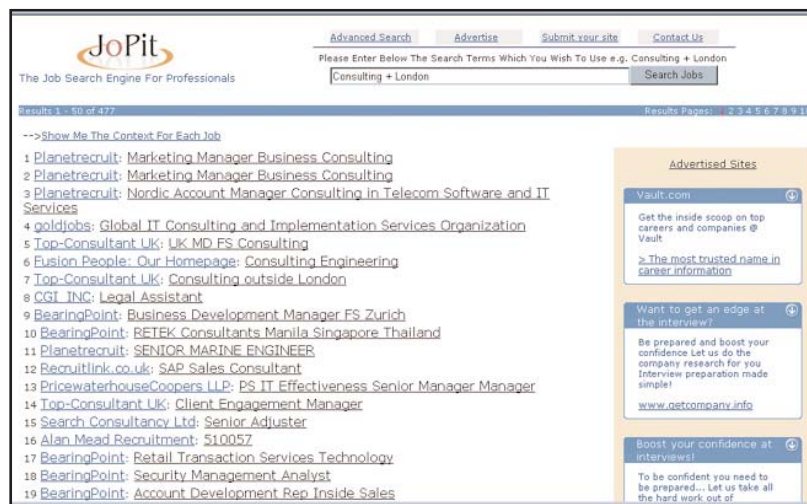 JoPit
The Job Search Engine For Professionals
Advanced Search Advertise Submit your site Contact Us
Please Enter Below The Search Terms Which You Wish To Use e.g. Consulting + London
Consulting + London Search Jobs
Results 1 - 50 of 477 Results Pages: 1 2 3 4 5 6 7 8 9 1
-->Show Me The Context For Each Job
1 Planetrecruit: Marketing Manager Business Consulting
2 Planetrecruit: Marketing Manager Business Consulting
3 Planetrecruit: Nordic Account Manager Consulting in Telecom Software and IT
Services
4 goldjobs: Global IT Consulting and Implementation Services Organization
5 Top-Consultant UK: UK MD FS Consulting
6 Fusion People: Our Homepage: Consulting Engineering
7 Top-Consultant UK: Consulting outside London
8 CGI INC: Legal Assistant
9 BearingPoint: Business Development Manager FS Zurich
10 BearingPoint: RETEK Consultants Manila Singapore Thailand
11 Planetrecruit: SENIOR MARINE ENGINEER
12 Recruitlink.co.uk: SAP Sales Consultant
13 PricewaterhouseCoopers LLP: PS IT Effectiveness Senior Manager Manager
14 Top-Consultant UK: Client Engagement Manager
15 Search Consultancy Ltd: Senior Adjuster
16 Alan Mead Recruitment: 510057
17 BearingPoint: Retail Transaction Services Technology
18 BearingPoint: Security Management Analyst
19 BearingPoint: Account Development Rep Inside Sales
Advertised Sites
Vault.com
Get the inside scoop on top
careers and companies @
Vault
> The most trusted name in
career information
Want to get an edge at
the interview?
Be prepared and boost your
confidence Let us do the
company research for you
Interview preparation made
simple!
www.getcompany.info
Boost your confidence at
interviews!
To be confident you need to
be prepared... Let us take all
the hard work out of